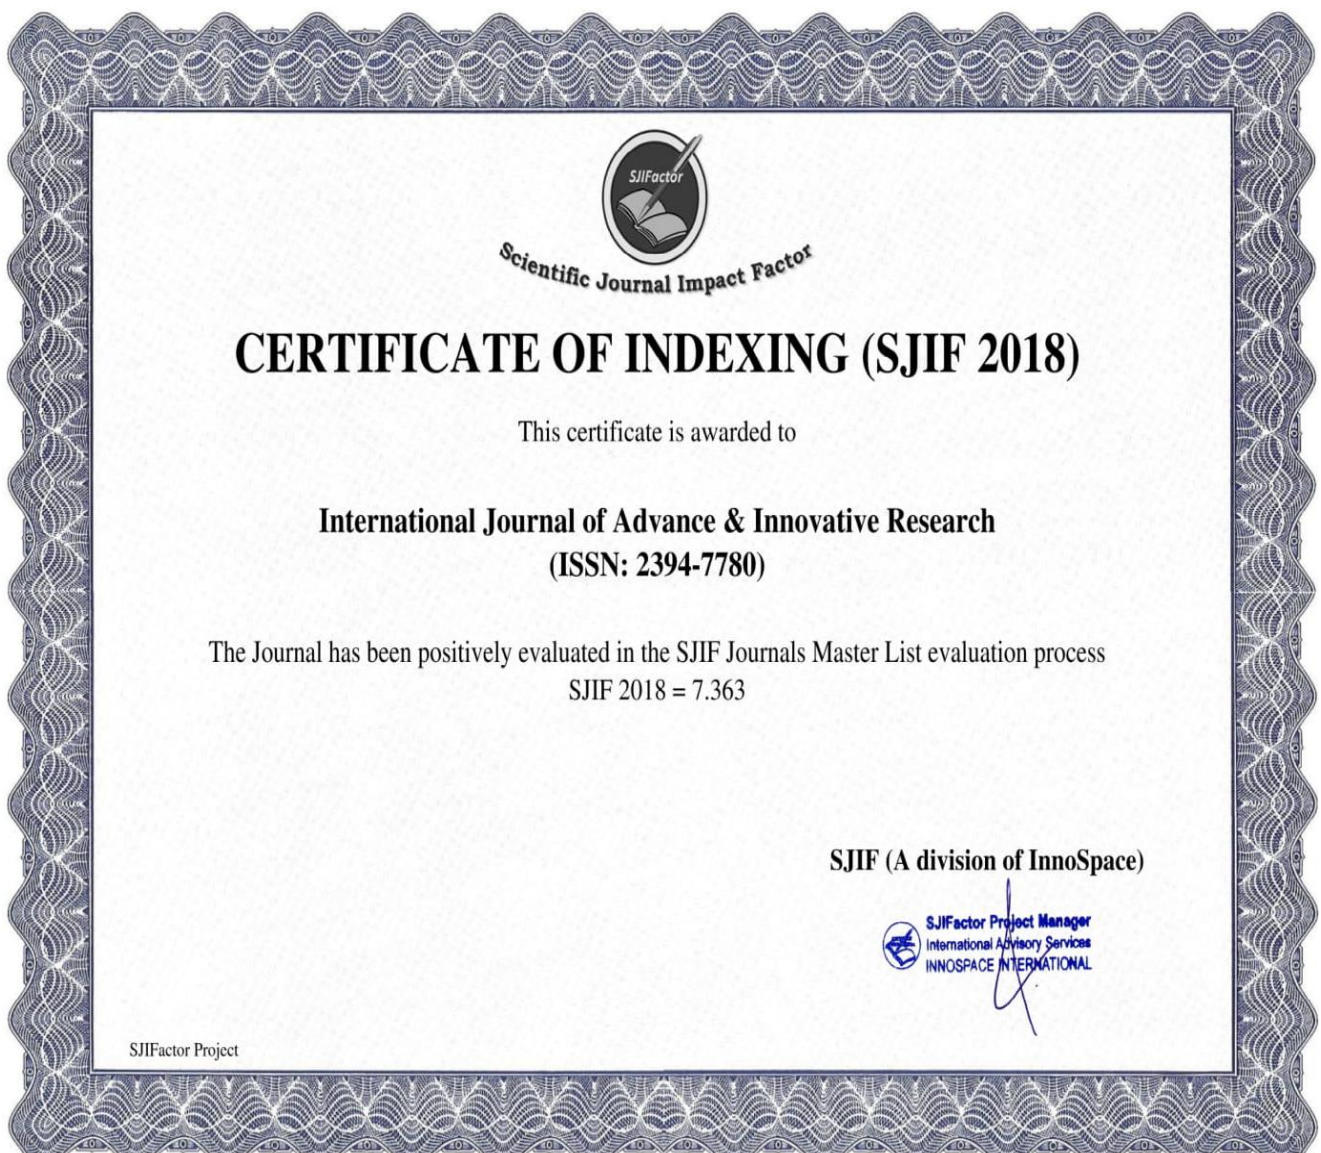 SJIFactor
Scientific Journal Impact Factor
CERTIFICATE OF INDEXING (SJIF 2018)
This certificate is awarded to
International Journal of Advance & Innovative Research
(ISSN: 2394-7780)
The Journal has been positively evaluated in the SJIF Journals Master List evaluation process
SJIF 2018 = 7.363
SJIF (A division of InnoSpace)
SJIFactor Project Manager
International Advisory Services
INNOSPACE INTERNATIONAL
SJIFactor Project